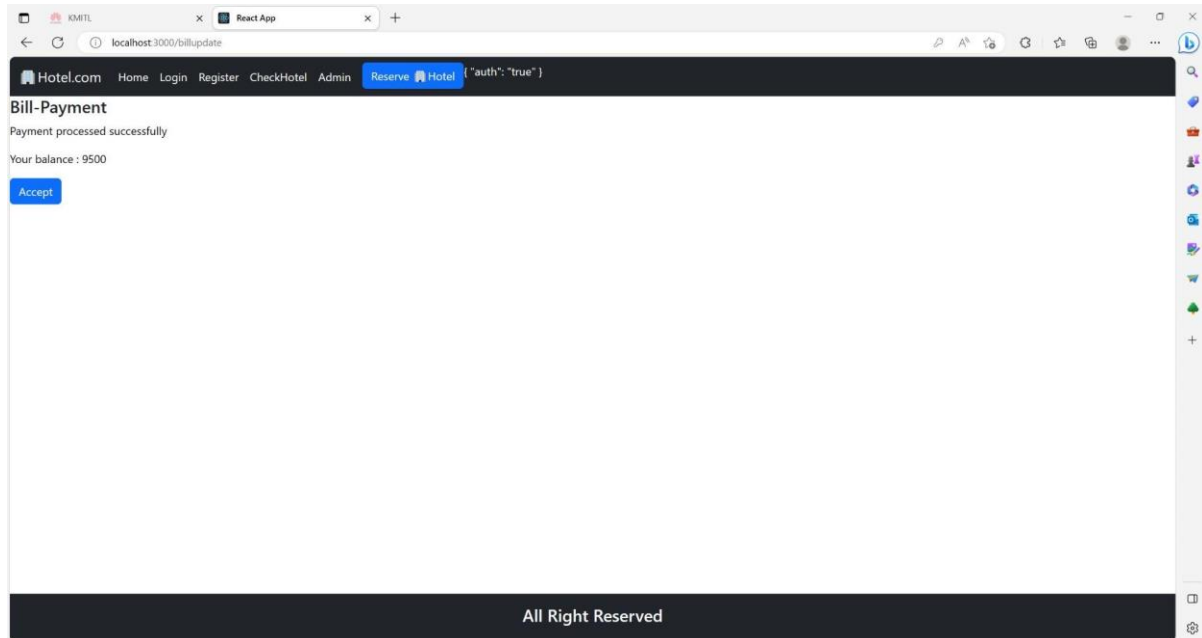 KMITL
React App
localhost:3000/billupdate
Hotel.com Home Login Register CheckHotel Admin Reserve Hotel { "auth": "true" }
Bill-Payment
Payment processed successfully
Your balance : 9500
Accept
All Right Reserved